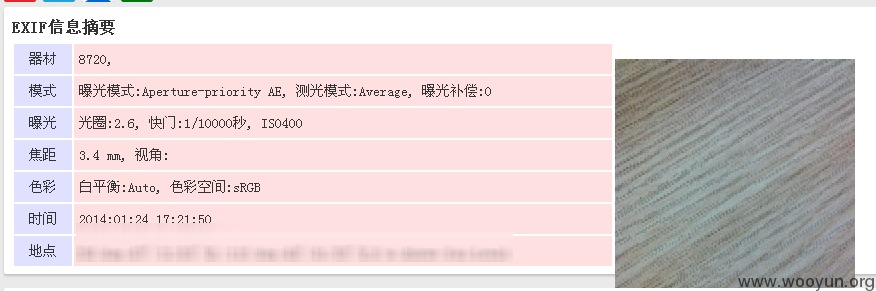 EXIF信息摘要
器材 8720,
模式 曝光模式:Aperture-priority AE, 测光模式:Average, 曝光补偿:0
曝光 光圈:2.6, 快门:1/10000秒, ISO400
焦距 3.4 mm, 视角:
色彩 白平衡:Auto, 色彩空间:sRGB
时间 2014:01:24 17:21:50
地点
www.wooyun.org